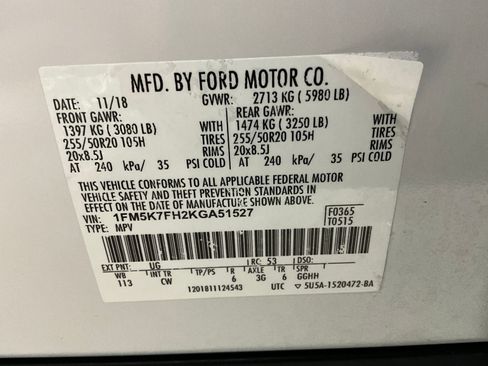 MFD. BY FORD MOTOR CO.
DATE: 11/18 GVWR: 2713 KG ( 5980 LB)
FRONT GAWR: REAR GAWR:
1397 KG ( 3080 LB) WITH 1474 KG ( 3250 LB) WITH
255/50R20 105H TIRES 255/50R20 105H TIRES
20x8.5J RIMS 20x8.5J RIMS
AT 240 kPa/ 35 PSI COLD AT 240 kPa/ 35 PSI COLD
THIS VEHICLE CONFORMS TO ALL APPLICABLE FEDERAL MOTOR
VEHICLE SAFETY AND THEFT PREVENTION STANDARDS IN
EFFECT ON THE DATE OF MANUFACTURE SHOWN ABOVE.
VIN: 1FM5K7FH2KGA51527 F0365
TYPE: MPV T0515
EXT PNT: UG RC: 53 DSO:
WB INT TR TP/PS R AXLE TR SPR
113 CW 6 3G 6 GGHH
1201811124543 UTC 5U5A-1520472-BA